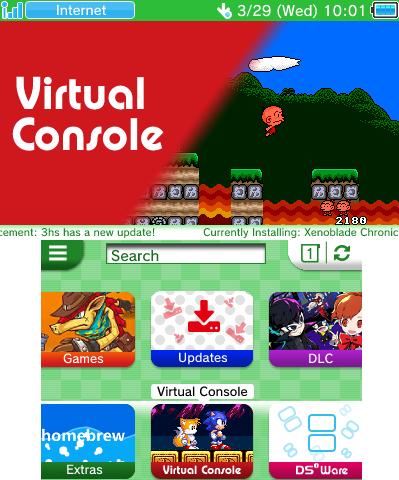 Internet
3/29 (Wed) 10:01
Virtual
Console
2180
cement: 3hs has a new update!
Currently Installing: Xenoblade Chronic
Search
1
Games
Updates
DLC
Virtual Console
homebrew
Extras
Virtual Console
DSiWare